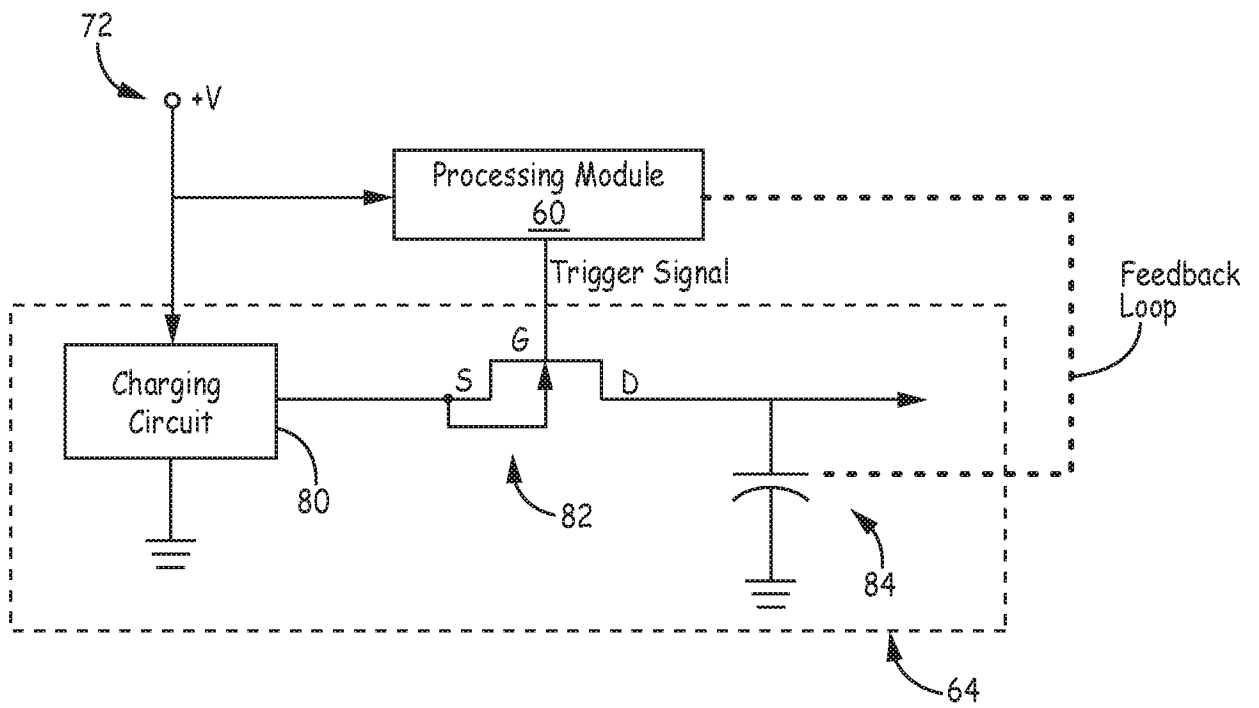 72
+V
Processing Module
60
Trigger Signal
Feedback
Loop
G
S
D
Charging
Circuit
80
82
84
64